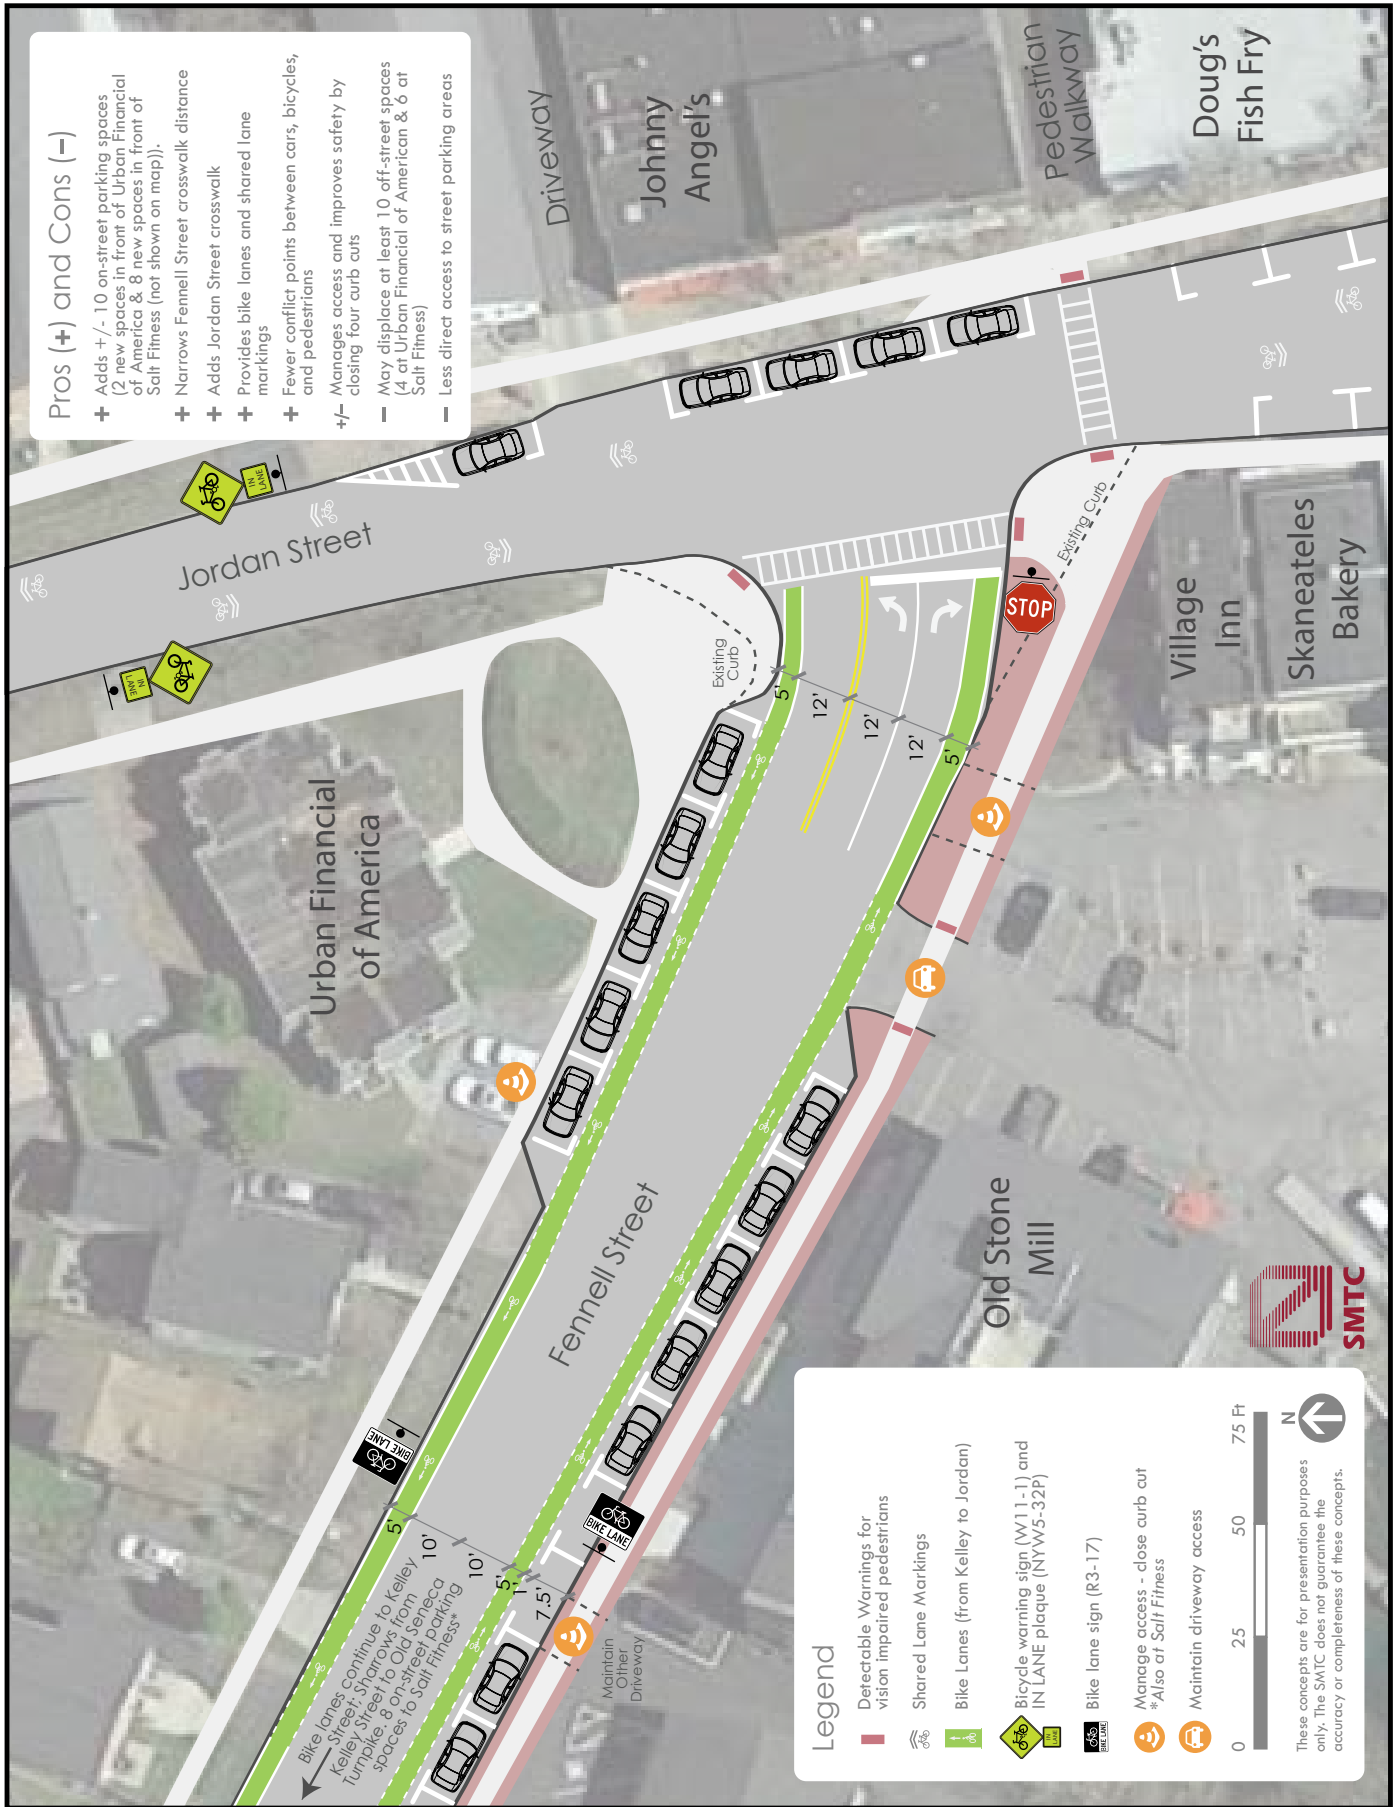 Pros (+) and Cons (−)
+ Adds +/- 10 on-street parking spaces
(2 new spaces in front of Urban Financial
of America & 8 new spaces in front of
Salt Fitness (not shown on map)).
+ Narrows Fennell Street crosswalk distance
+ Adds Jordan Street crosswalk
+ Provides bike lanes and shared lane
markings
+ Fewer conflict points between cars, bicycles,
and pedestrians
+/− Manages access and improves safety by
closing four curb cuts
− May displace at least 10 off-street spaces
(4 at Urban Financial of American & 6 at
Salt Fitness)
− Less direct access to street parking areas
Driveway
Johnny
Angel's
Pedestrian
Walkway
Doug's
Fish Fry
IN
LANE
Jordan Street
IN
LANE
Existing
Curb
Existing Curb
STOP
Village
Inn
Skaneateles
Bakery
Urban Financial
of America
5'
12'
12'
12'
5'
Fennell Street
Old Stone
Mill
BIKE LANE
BIKE LANE
5'
10'
10'
5'
1'
7.5'
Bike lanes continue to Kelley
Street; Sharrows from
Kelley Street to Old Seneca
Turnpike. 8 on-street parking
spaces to Salt Fitness*
Maintain
Other
Driveway
Legend
Detectable Warnings for
vision impaired pedestrians
Shared Lane Markings
Bike Lanes (from Kelley to Jordan)
Bicycle warning sign (W11-1) and
IN LANE plaque (NYW5-32P)
IN
LANE
Bike lane sign (R3-17)
BIKE LANE
Manage access - close curb cut
*Also at Salt Fitness
Maintain driveway access
0 25 50 75 Ft
N
These concepts are for presentation purposes
only. The SMTC does not guarantee the
accuracy or completeness of these concepts.
SMTC